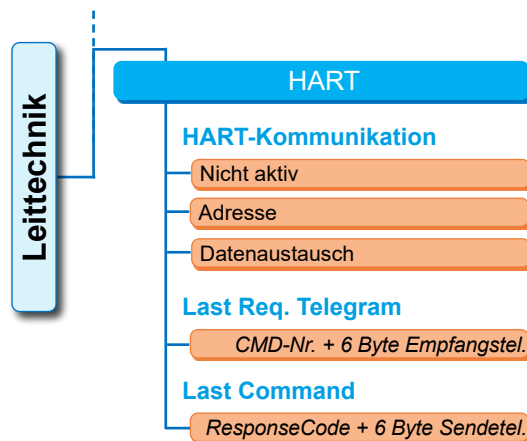 Leittechnik
HART
HART-Kommunikation
Nicht aktiv
Adresse
Datenaustausch
Last Req. Telegram
CMD-Nr. + 6 Byte Empfangstel.
Last Command
ResponseCode + 6 Byte Sendetel.